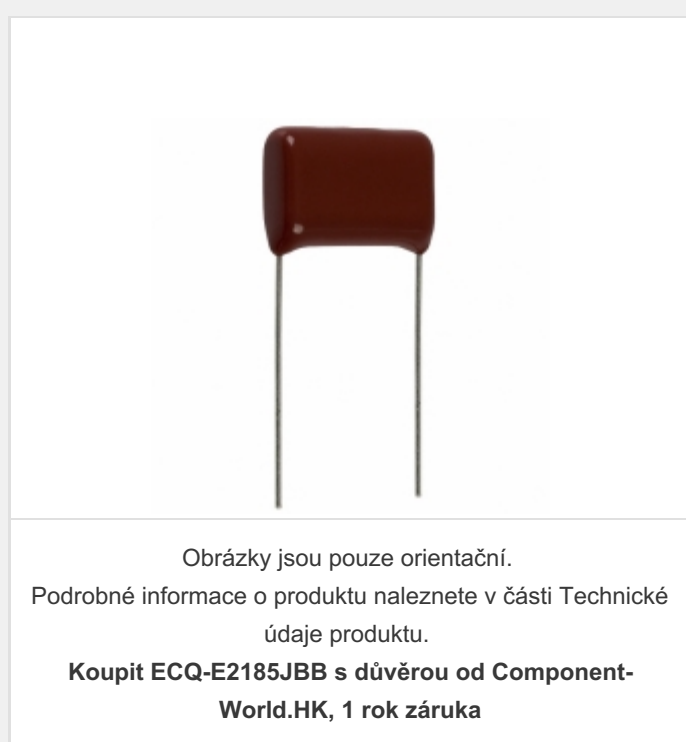 Obrázky jsou pouze orientační.
Podrobné informace o produktu naleznete v části Technické
údaje produktu.
Koupit ECQ-E2185JBB s důvěrou od Component-
World.HK, 1 rok záruka